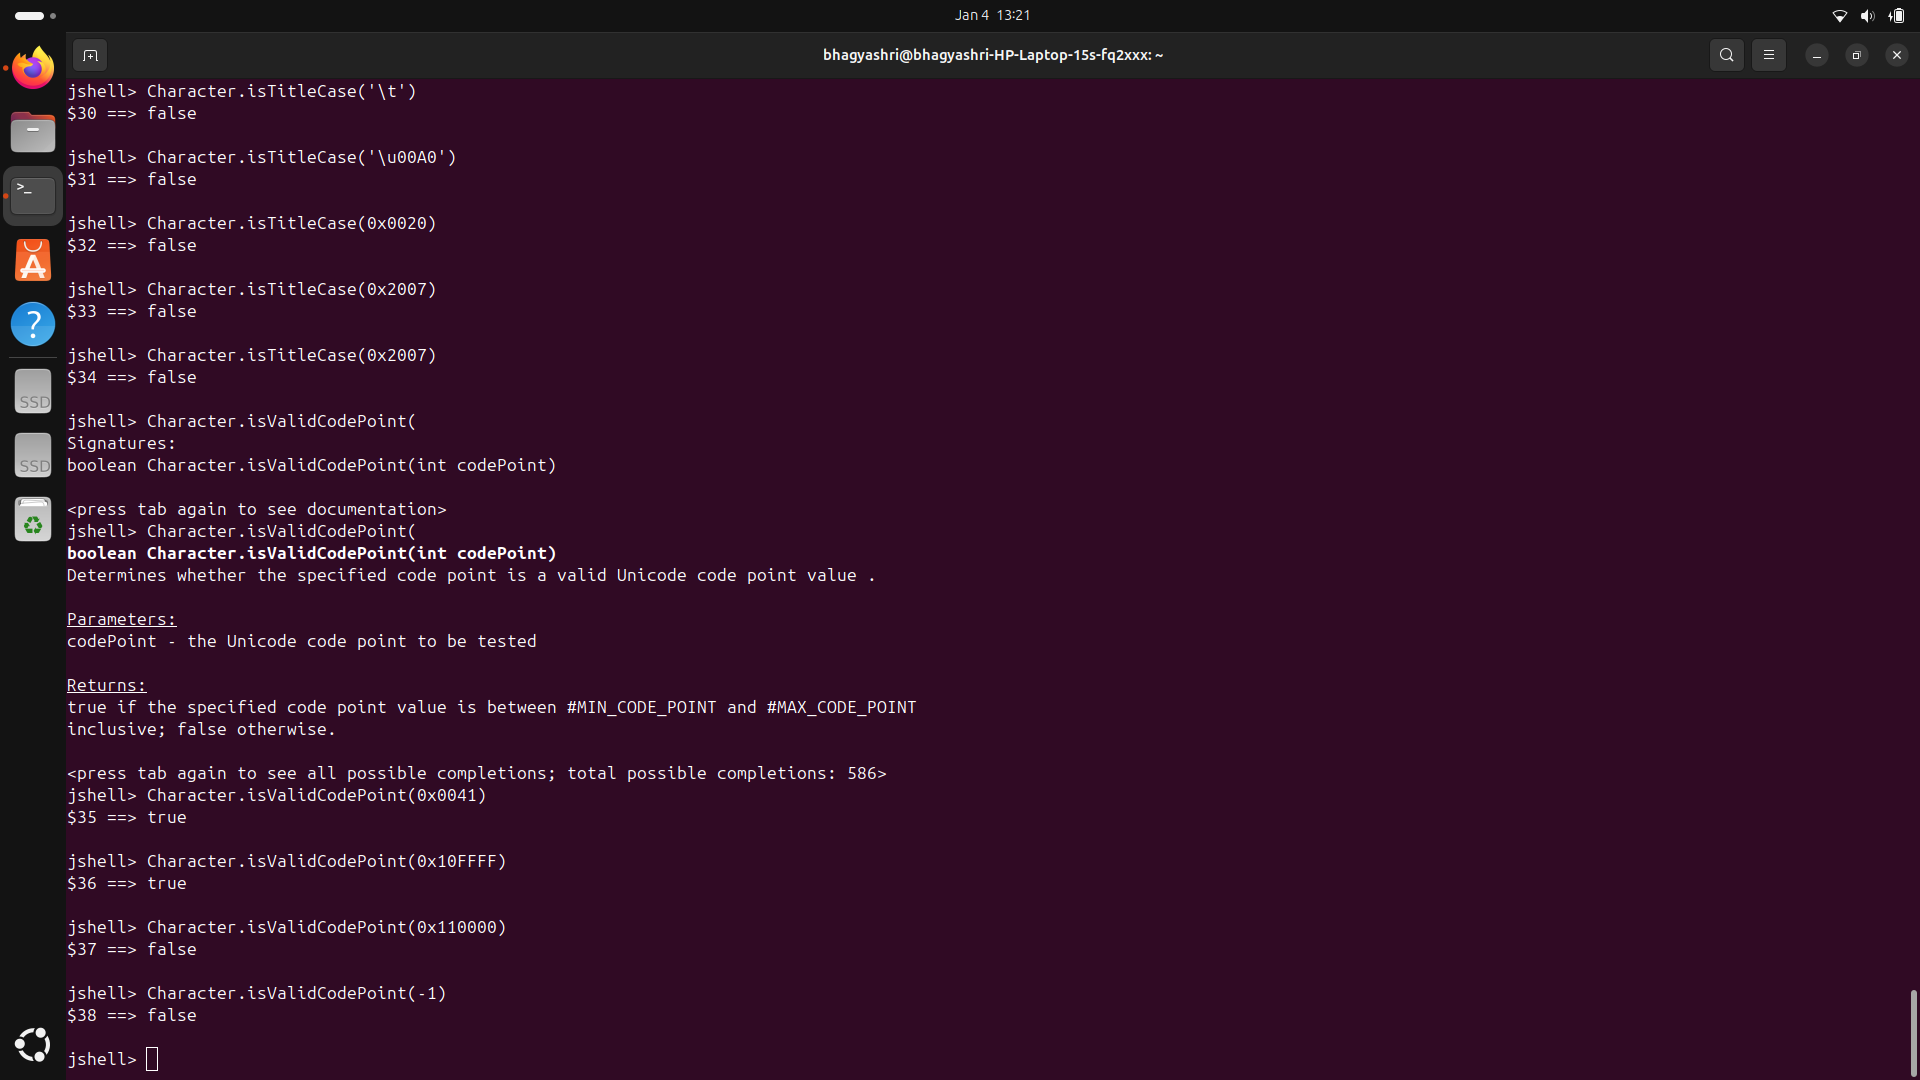 Jan 4 13:21
bhagyashri@bhagyashri-HP-Laptop-15s-fq2xxx: ~
jshell> Character.isTitleCase('\t')
$30 ==> false
jshell> Character.isTitleCase('\u00A0')
$31 ==> false
jshell> Character.isTitleCase(0x0020)
$32 ==> false
jshell> Character.isTitleCase(0x2007)
$33 ==> false
jshell> Character.isTitleCase(0x2007)
$34 ==> false
jshell> Character.isValidCodePoint(
Signatures:
boolean Character.isValidCodePoint(int codePoint)
<press tab again to see documentation>
jshell> Character.isValidCodePoint(
boolean Character.isValidCodePoint(int codePoint)
Determines whether the specified code point is a valid Unicode code point value .
Parameters:
codePoint - the Unicode code point to be tested
Returns:
true if the specified code point value is between #MIN_CODE_POINT and #MAX_CODE_POINT
inclusive; false otherwise.
<press tab again to see all possible completions; total possible completions: 586>
jshell> Character.isValidCodePoint(0x0041)
$35 ==> true
jshell> Character.isValidCodePoint(0x10FFFF)
$36 ==> true
jshell> Character.isValidCodePoint(0x110000)
$37 ==> false
jshell> Character.isValidCodePoint(-1)
$38 ==> false
jshell>
>_
A
?
SSD
SSD